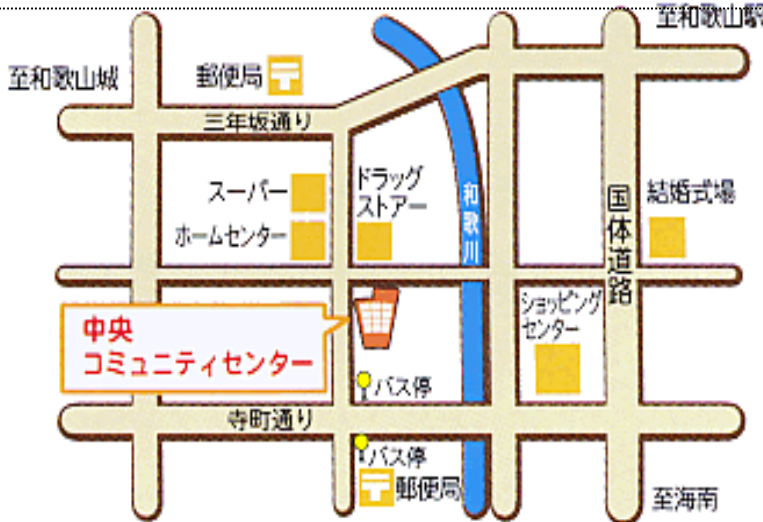 至和歌山駅
至和歌山城
郵便局
三年坂通り
スーパー
ドラッグ
ストアー
ホームセンター
和歌川
国体道路
結婚式場
中央
コミュニティセンター
ショッピング
センター
バス停
寺町通り
バス停
郵便局
至海南